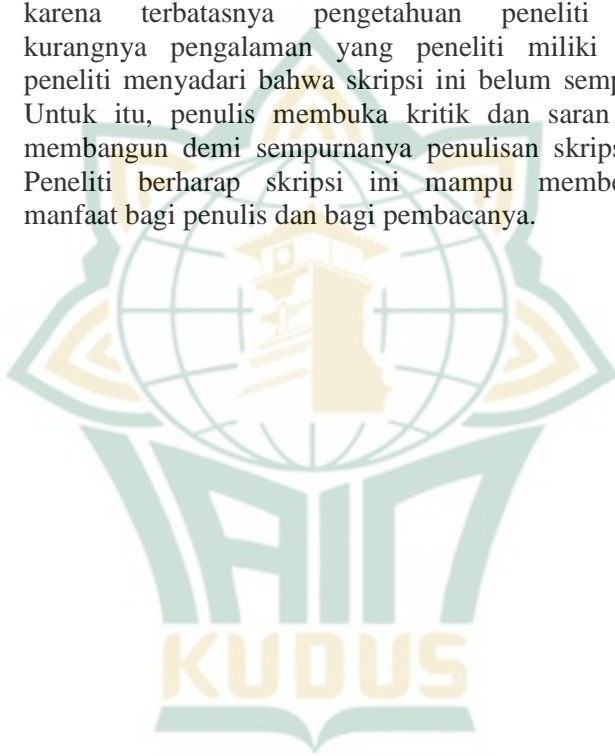 karena terbatasnya pengetahuan peneliti
kurangnya pengalaman yang peneliti miliki
peneliti menyadari bahwa skripsi ini belum
Untuk itu, penulis membuka kritik dan saran
membangun demi sempurnanya penulisan
Peneliti berharap skripsi ini mampu
manfaat bagi penulis dan bagi pembacanya.
IAIN
KUDUS